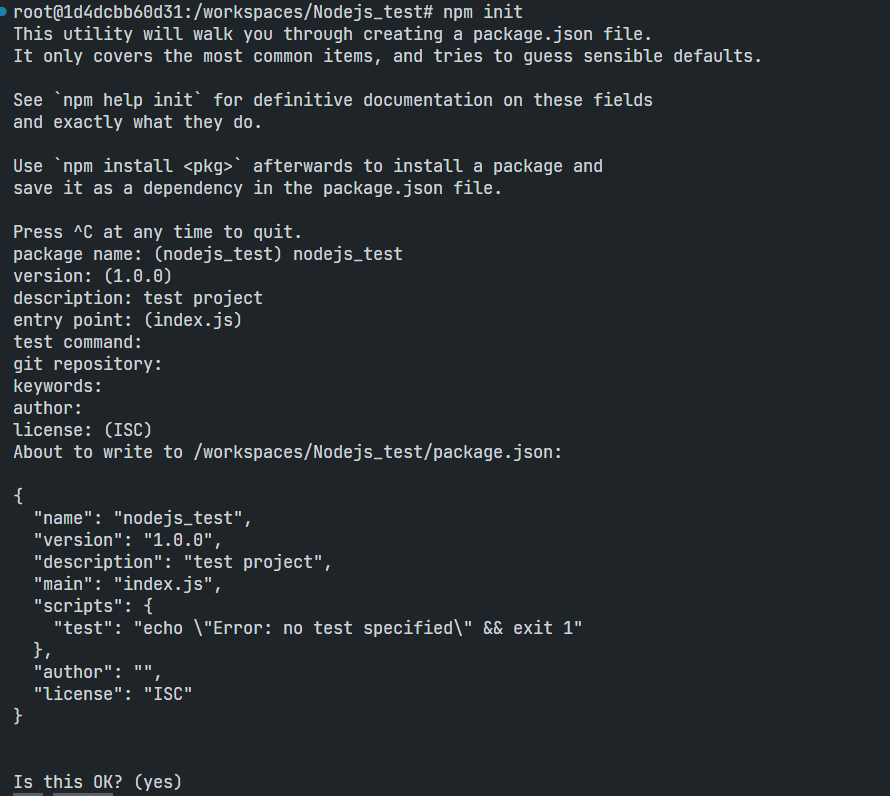 root@1d4dcbb60d31:/workspaces/Nodejs_test# npm init
This utility will walk you through creating a package.json file.
It only covers the most common items, and tries to guess sensible defaults.

See `npm help init` for definitive documentation on these fields
and exactly what they do.

Use `npm install <pkg>` afterwards to install a package and
save it as a dependency in the package.json file.

Press ^C at any time to quit.
package name: (nodejs_test) nodejs_test
version: (1.0.0)
description: test project
entry point: (index.js)
test command:
git repository:
keywords:
author:
license: (ISC)
About to write to /workspaces/Nodejs_test/package.json:

{
  "name": "nodejs_test",
  "version": "1.0.0",
  "description": "test project",
  "main": "index.js",
  "scripts": {
    "test": "echo \"Error: no test specified\" && exit 1"
  },
  "author": "",
  "license": "ISC"
}


Is this OK? (yes)